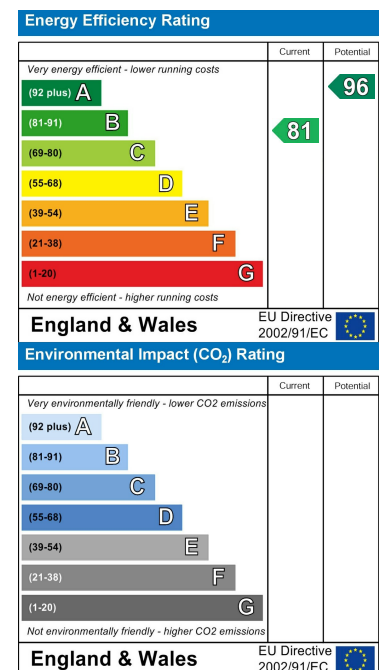 Energy Efficiency Rating
Current Potential
Very energy efficient - lower running costs
(92 plus) A
96
(81-91) B
81
(69-80) C
(55-68) D
(39-54) E
(21-38) F
(1-20) G
Not energy efficient - higher running costs
England & Wales
EU Directive
2002/91/EC
Environmental Impact (CO₂) Rating
Current Potential
Very environmentally friendly - lower CO2 emissions
(92 plus) A
(81-91) B
(69-80) C
(55-68) D
(39-54) E
(21-38) F
(1-20) G
Not environmentally friendly - higher CO2 emissions
England & Wales
EU Directive
2002/91/EC